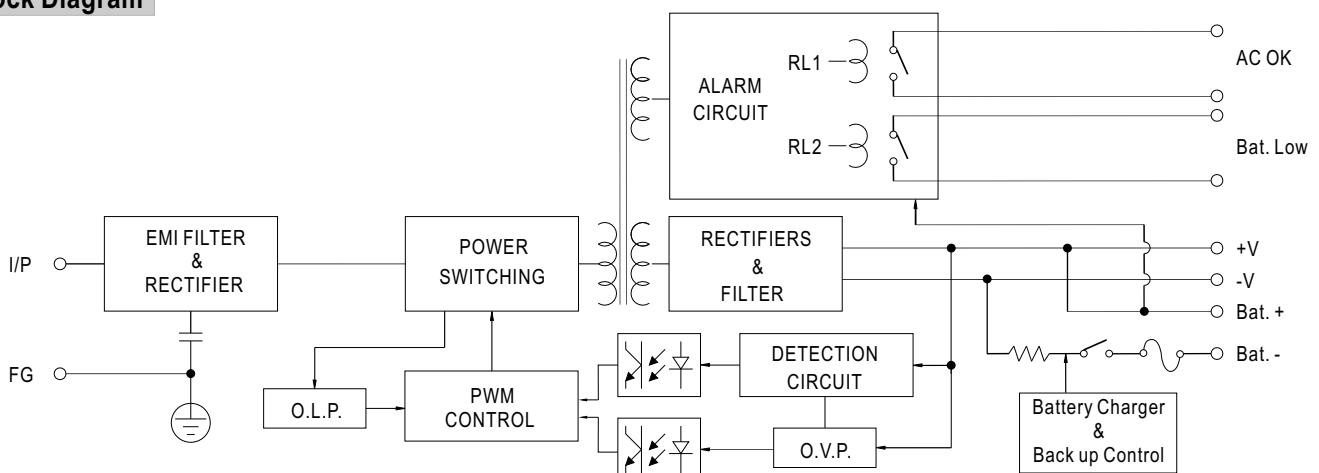 Diagram
RL1
AC OK
ALARM
CIRCUIT
RL2
Bat. Low
I/P
EMI FILTER
&
RECTIFIER
POWER
SWITCHING
RECTIFIERS
&
FILTER
+V
-V
Bat. +
Bat. -
FG
O.L.P.
PWM
CONTROL
DETECTION
CIRCUIT
O.V.P.
Battery Charger
&
Back up Control